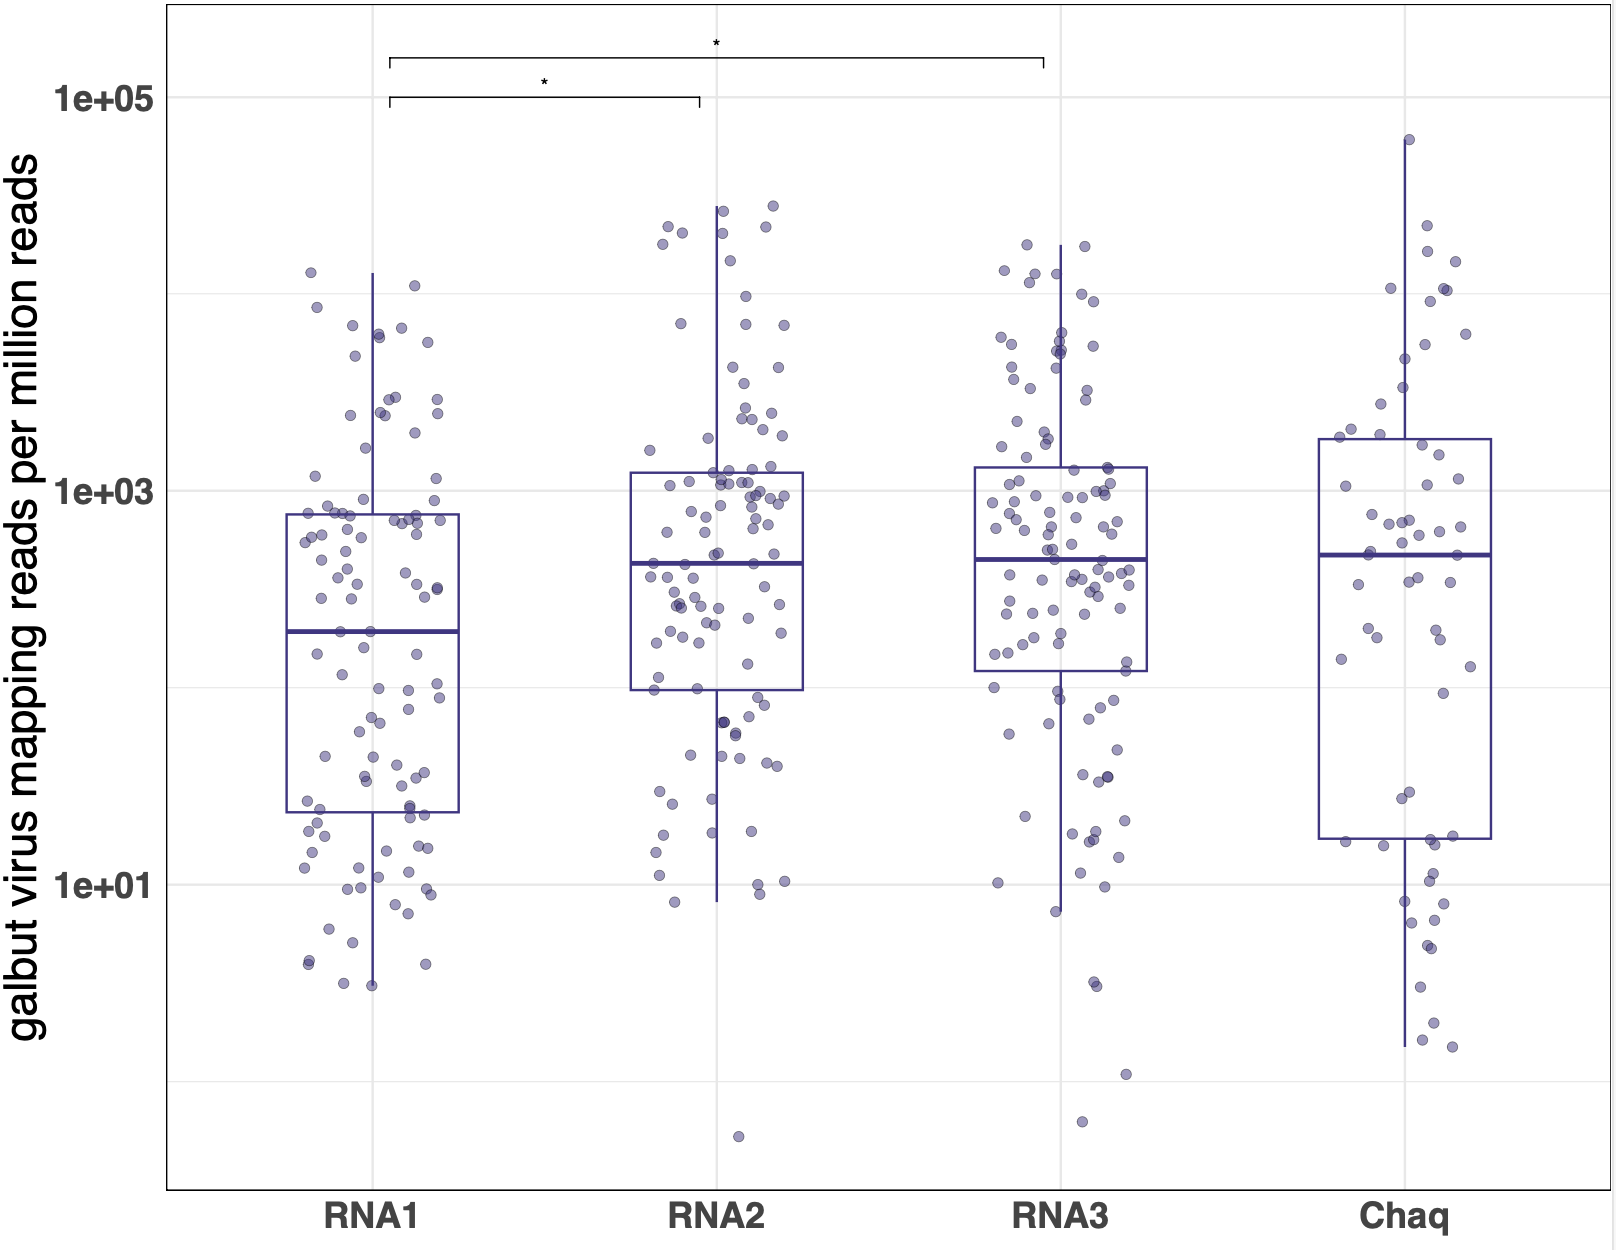 galbut virus mapping reads per million reads
*
*
1e+05
1e+03
1e+01
RNA1 RNA2 RNA3 Chaq